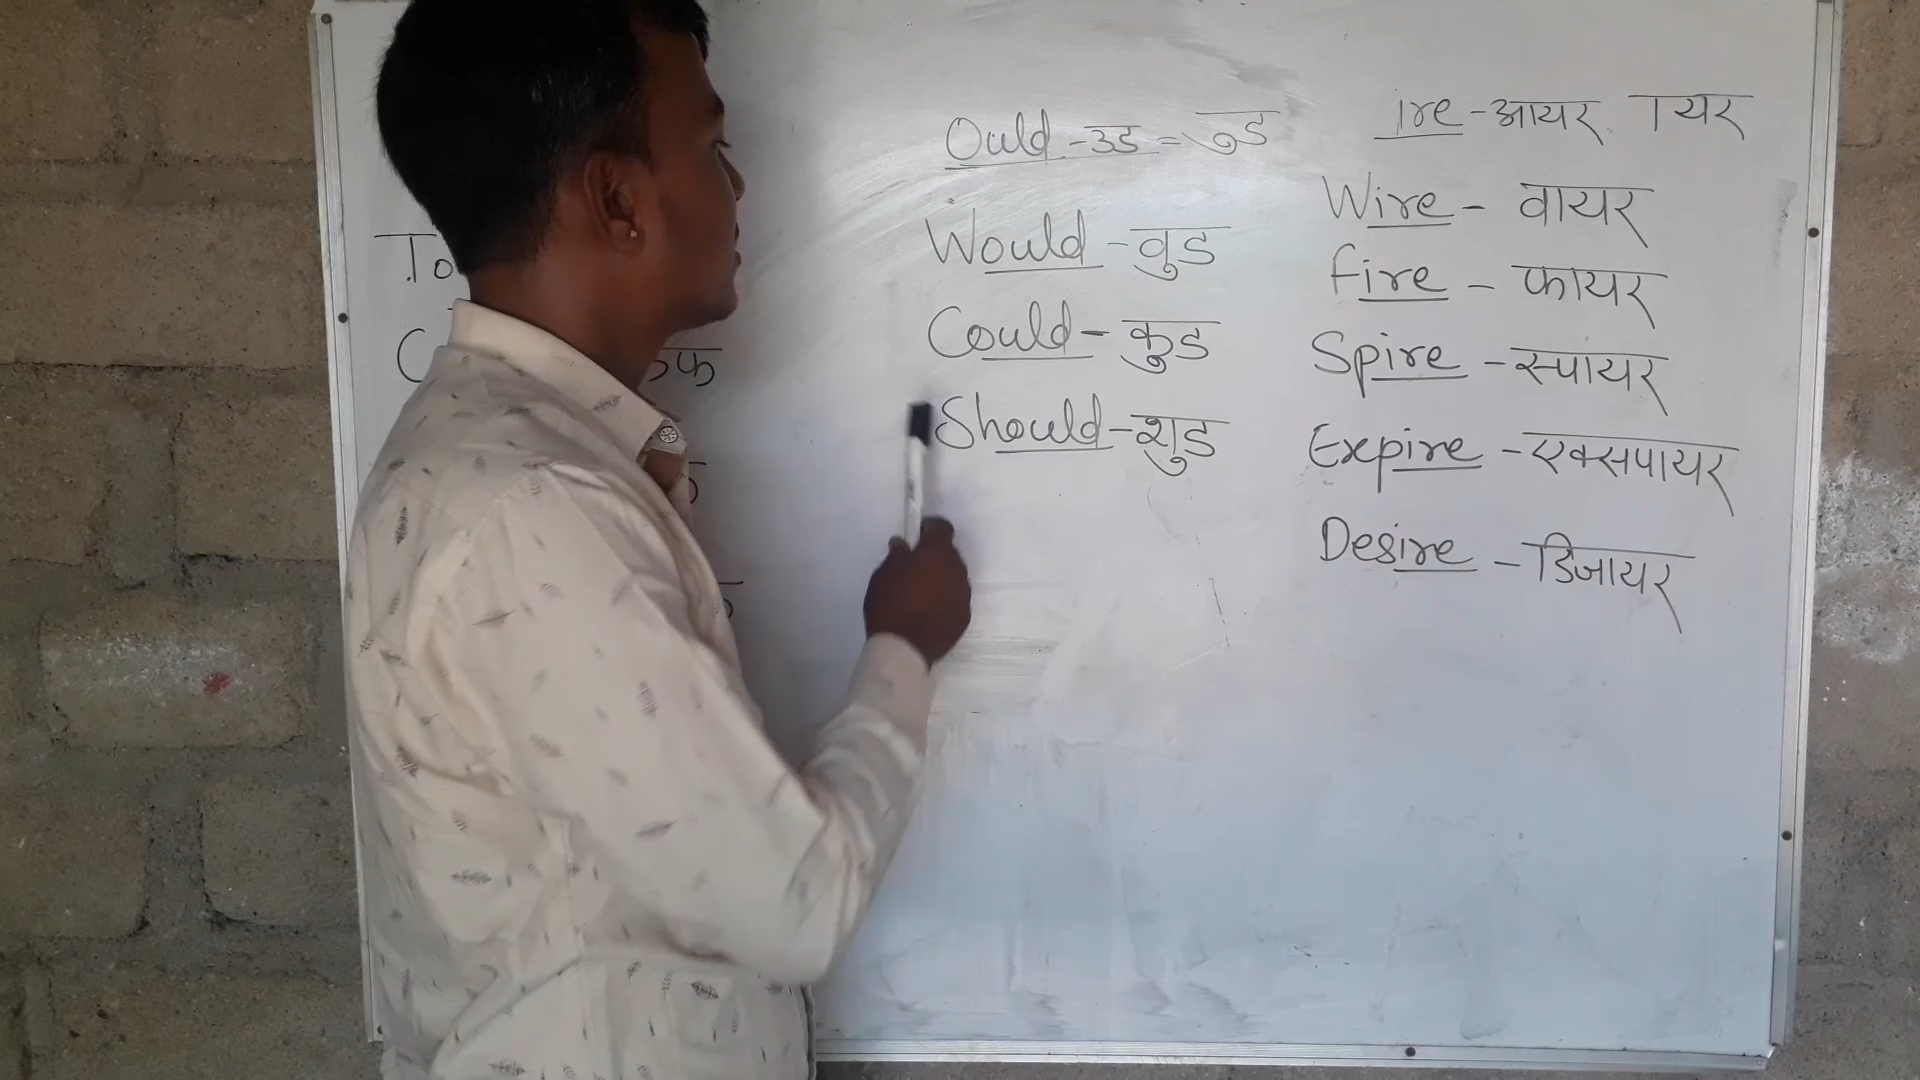 To
C
Ould - उड = ुड
Would - वुड
Could - कुड
Should - शुड
Ire - आयर ायर
Wire - वायर
Fire - फायर
Spire - स्पायर
Expire - एक्सपायर
Desire - डिजायर